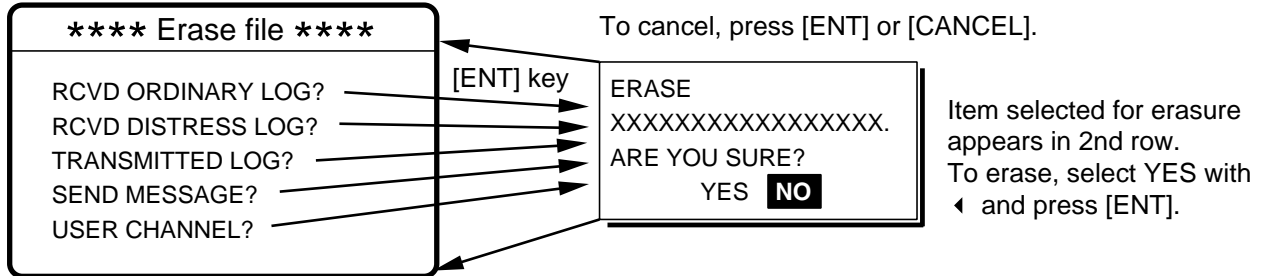 **** Erase file ****
RCVD ORDINARY LOG?
RCVD DISTRESS LOG?
TRANSMITTED LOG?
SEND MESSAGE?
USER CHANNEL?
[ENT] key
To cancel, press [ENT] or [CANCEL].
ERASE
XXXXXXXXXXXXXXXXX.
ARE YOU SURE?
YES NO
Item selected for erasure
appears in 2nd row.
To erase, select YES with
◀ and press [ENT].